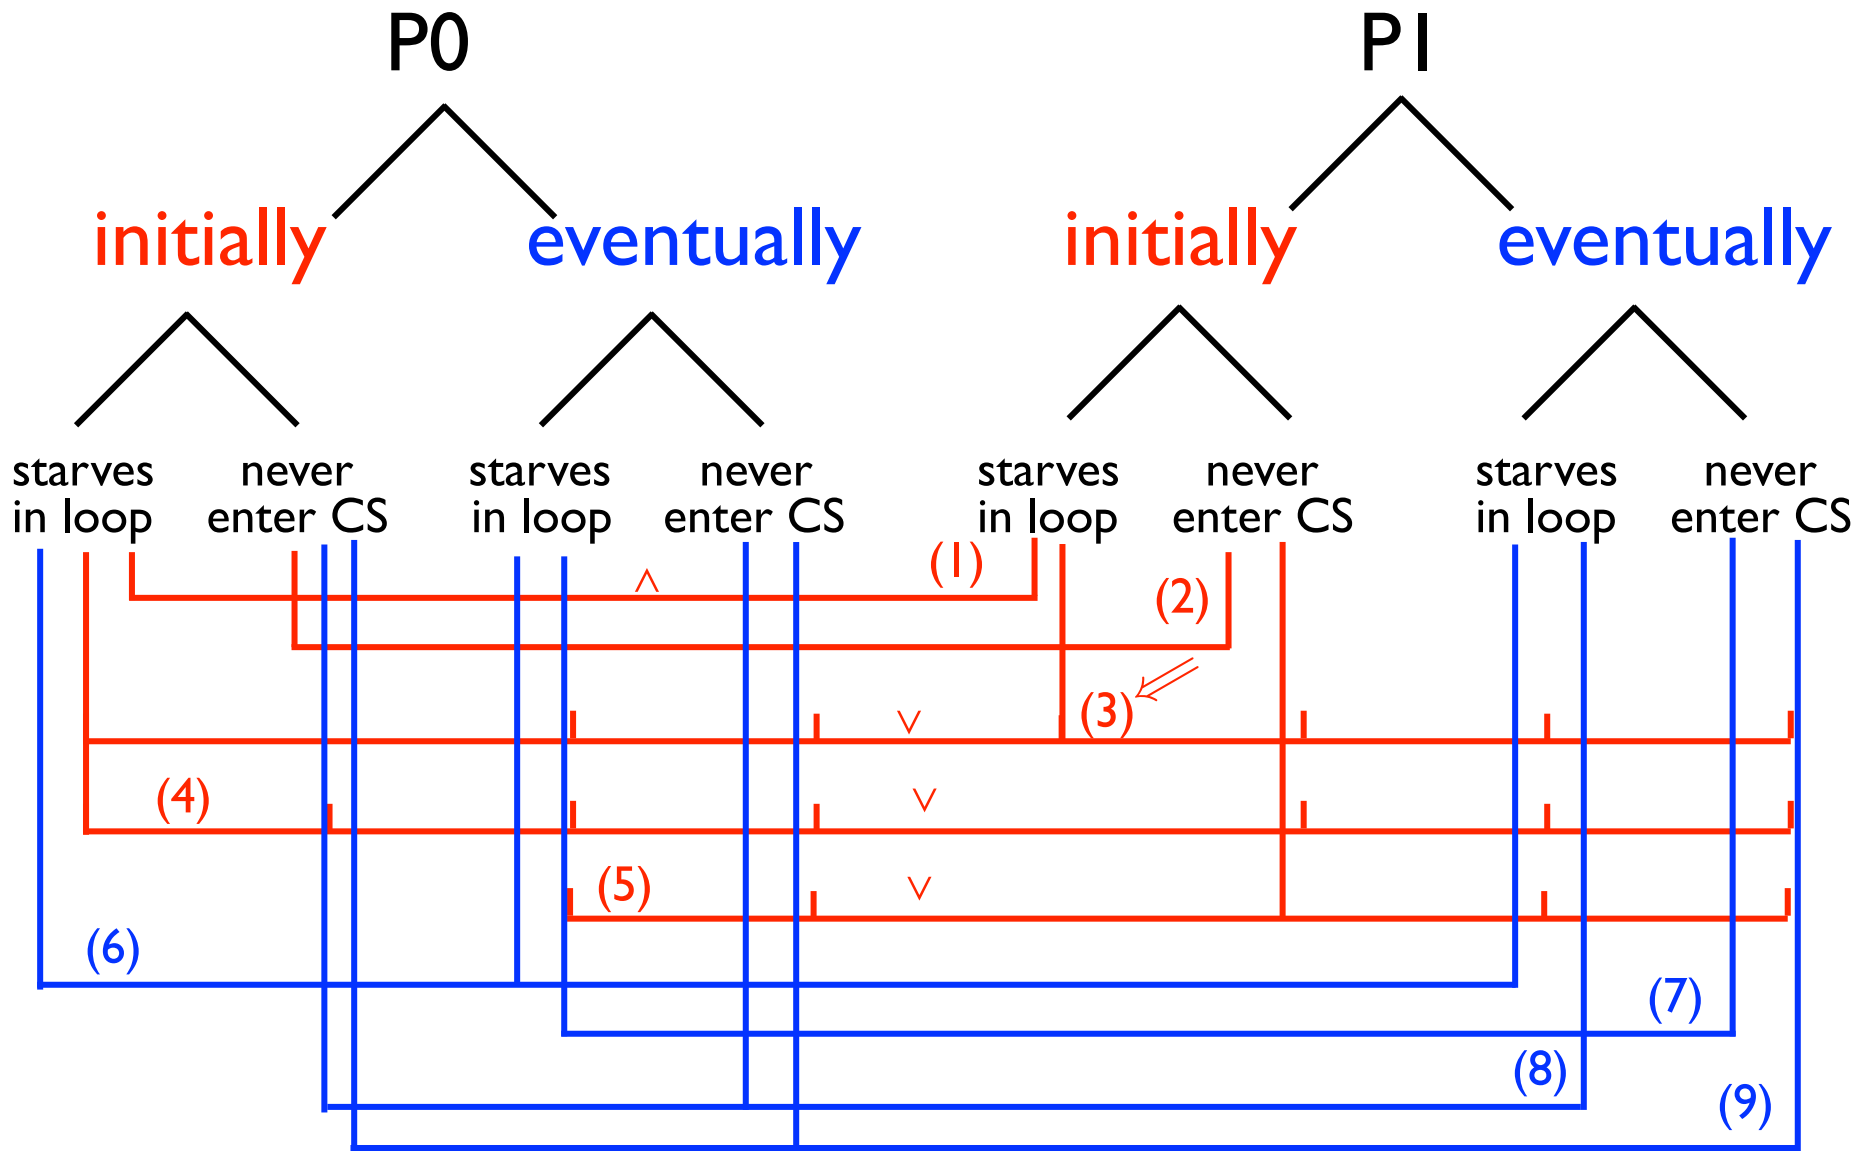 P0 P1
initially eventually initially eventually
starves never starves never starves never starves never
in loop enter CS in loop enter CS in loop enter CS in loop enter CS
∧ (1)
(2)
(3) ⇐
∨
(4) ∨
(5) ∨
(6)
(7)
(8)
(9)